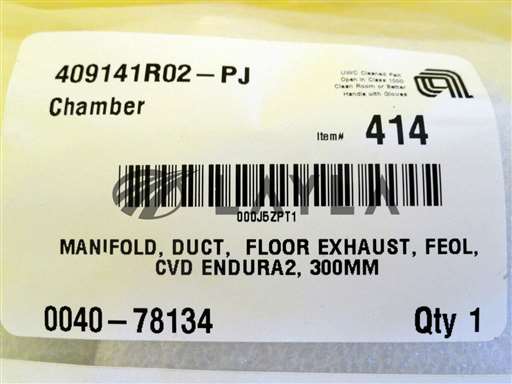 409141R02-PJ
Chamber
UWC Cleaned Part
Open in Class 1000
Clean Room or Better
Handle with Gloves
Item# 414
LAYLA
000J5ZPT1
MANIFOLD, DUCT, FLOOR EXHAUST, FEOL,
CVD ENDURA2, 300MM
0040-78134
Qty 1